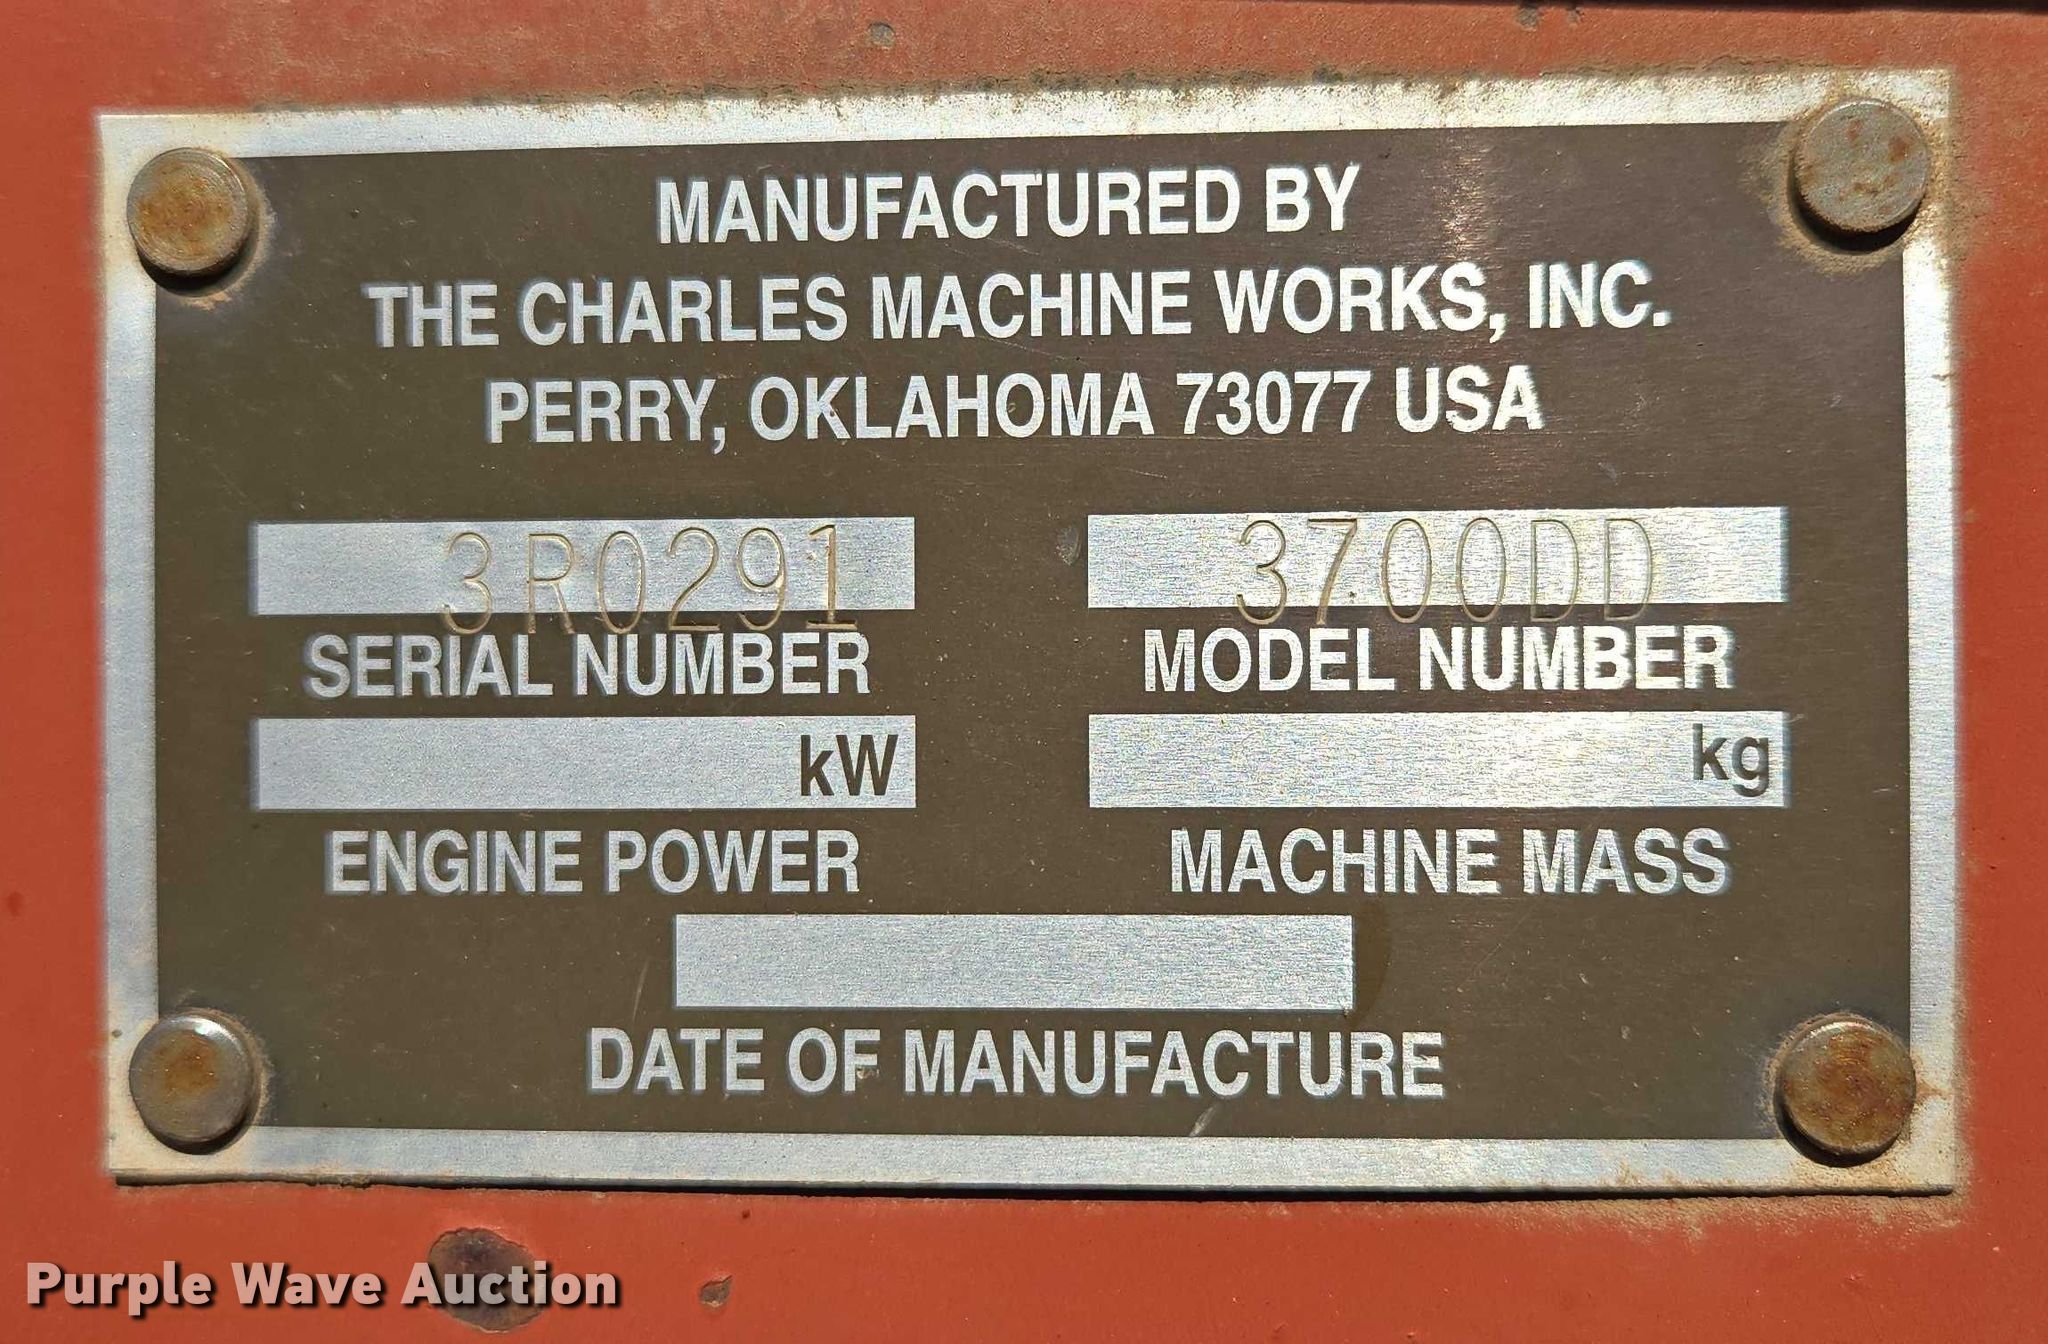 MANUFACTURED BY
THE CHARLES MACHINE WORKS, INC.
PERRY, OKLAHOMA 73077 USA
3R0291 3700DD
SERIAL NUMBER MODEL NUMBER
kW kg
ENGINE POWER MACHINE MASS
DATE OF MANUFACTURE
Purple Wave Auction